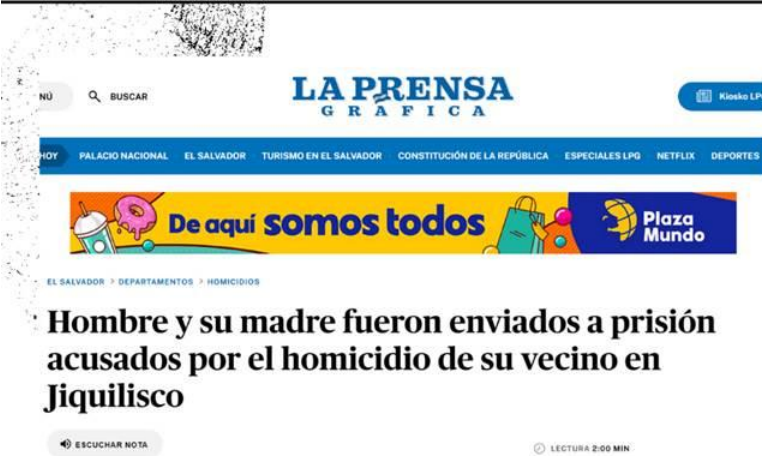 NÚ
BUSCAR
LA PRENSA
GRÁFICA
Kiosko LP
HOY PALACIO NACIONAL EL SALVADOR TURISMO EN EL SALVADOR CONSTITUCIÓN DE LA REPÚBLICA ESPECIALES LPG NETFLIX DEPORTES
De aquí somos todos
Plaza
Mundo
EL SALVADOR > DEPARTAMENTOS > HOMICIDIOS
Hombre y su madre fueron enviados a prisión
acusados por el homicidio de su vecino en
Jiquilisco
ESCUCHAR NOTA
LECTURA 2:00 MIN